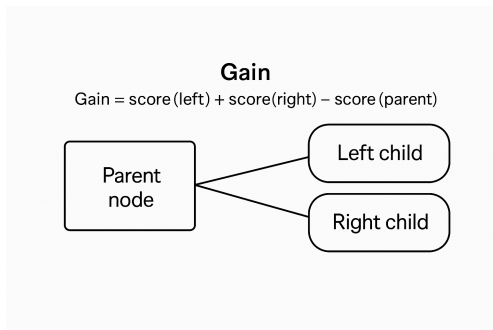 Gain
Gain = score (left) + score(right) − score (parent)
Parent
node
Left child
Right child